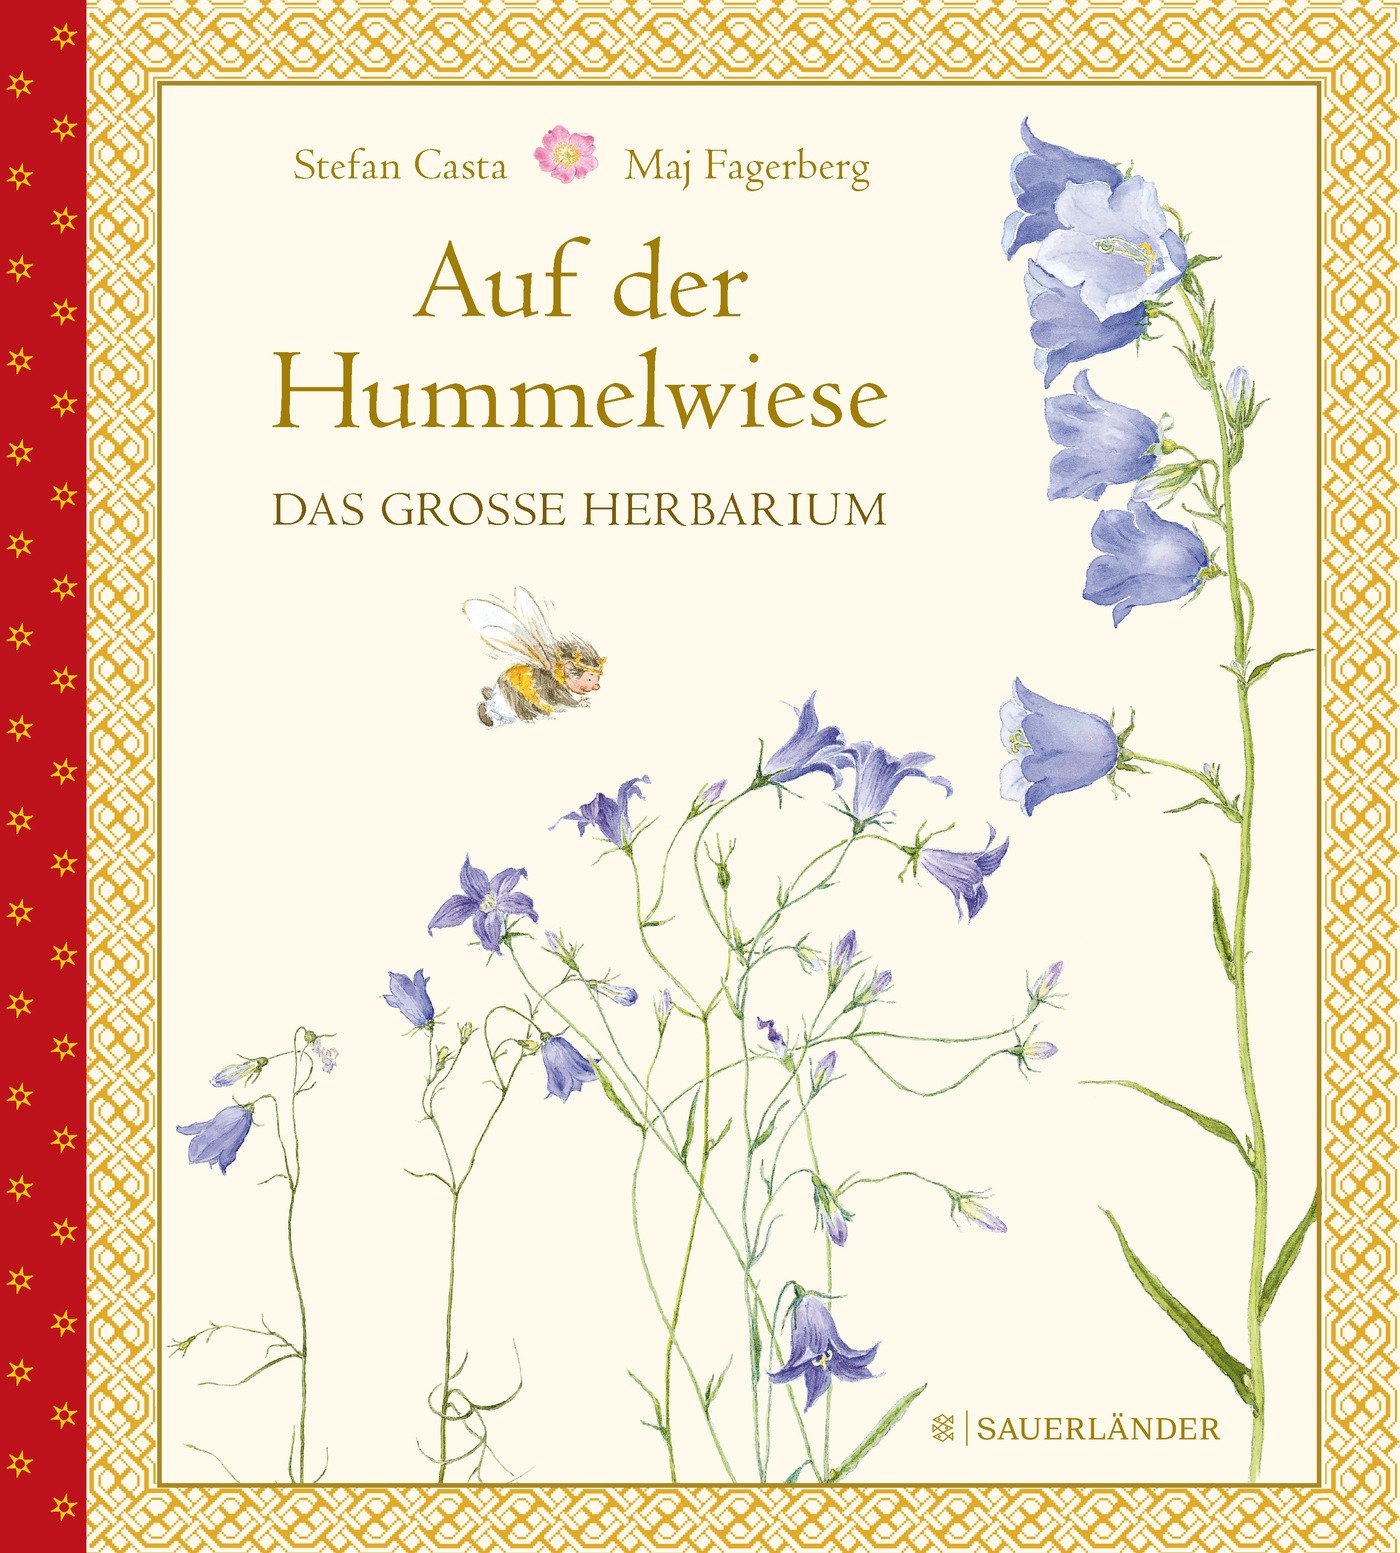 Stefan Casta Maj Fagerberg
Auf der
Hummelwiese
DAS GROSSE HERBARIUM
SAUERLÄNDER